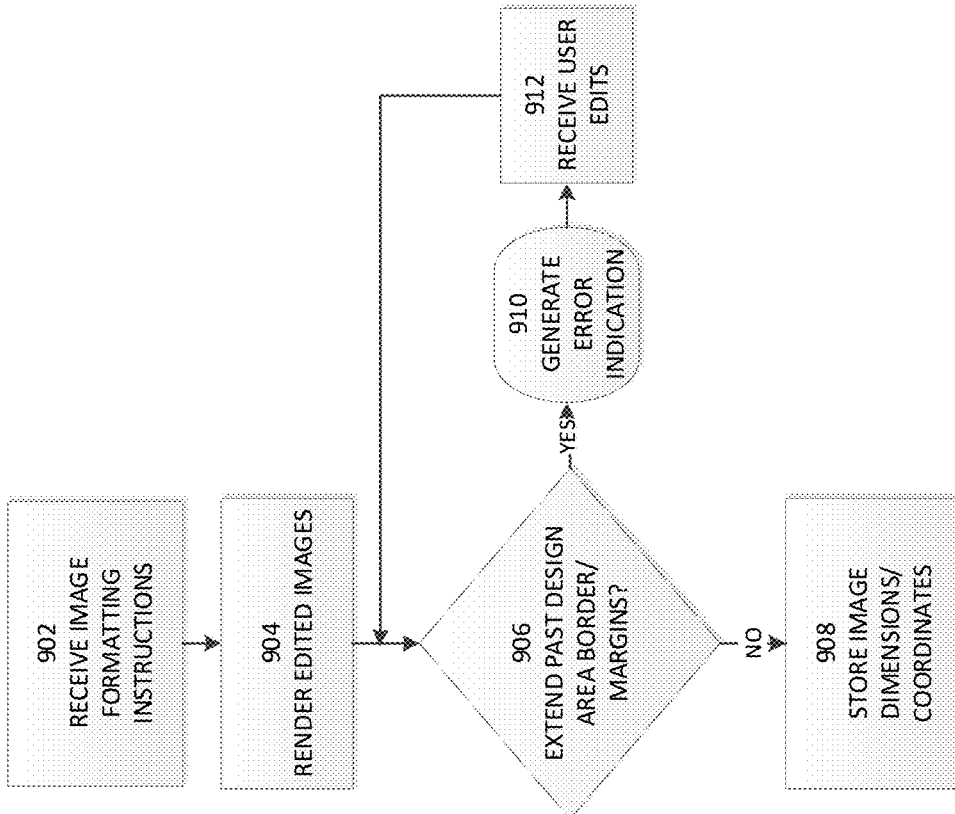 902
RECEIVE IMAGE
FORMATTING
INSTRUCTIONS
904
RENDER EDITED IMAGES
906
EXTEND PAST DESIGN
AREA BORDER/
MARGINS?
YES
910
GENERATE
ERROR
INDICATION
912
RECEIVE USER
EDITS
NO
908
STORE IMAGE
DIMENSIONS/
COORDINATES